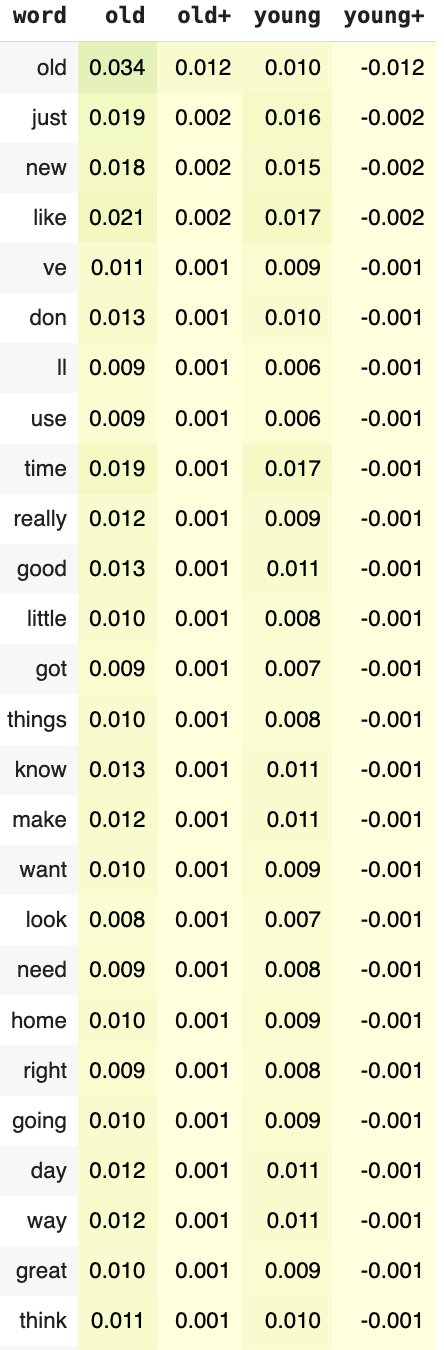 word old old+ young young+
old 0.034 0.012 0.010 -0.012
just 0.019 0.002 0.016 -0.002
new 0.018 0.002 0.015 -0.002
like 0.021 0.002 0.017 -0.002
ve 0.011 0.001 0.009 -0.001
don 0.013 0.001 0.010 -0.001
ll 0.009 0.001 0.006 -0.001
use 0.009 0.001 0.006 -0.001
time 0.019 0.001 0.017 -0.001
really 0.012 0.001 0.009 -0.001
good 0.013 0.001 0.011 -0.001
little 0.010 0.001 0.008 -0.001
got 0.009 0.001 0.007 -0.001
things 0.010 0.001 0.008 -0.001
know 0.013 0.001 0.011 -0.001
make 0.012 0.001 0.011 -0.001
want 0.010 0.001 0.009 -0.001
look 0.008 0.001 0.007 -0.001
need 0.009 0.001 0.008 -0.001
home 0.010 0.001 0.009 -0.001
right 0.009 0.001 0.008 -0.001
going 0.010 0.001 0.009 -0.001
day 0.012 0.001 0.011 -0.001
way 0.012 0.001 0.011 -0.001
great 0.010 0.001 0.009 -0.001
think 0.011 0.001 0.010 -0.001